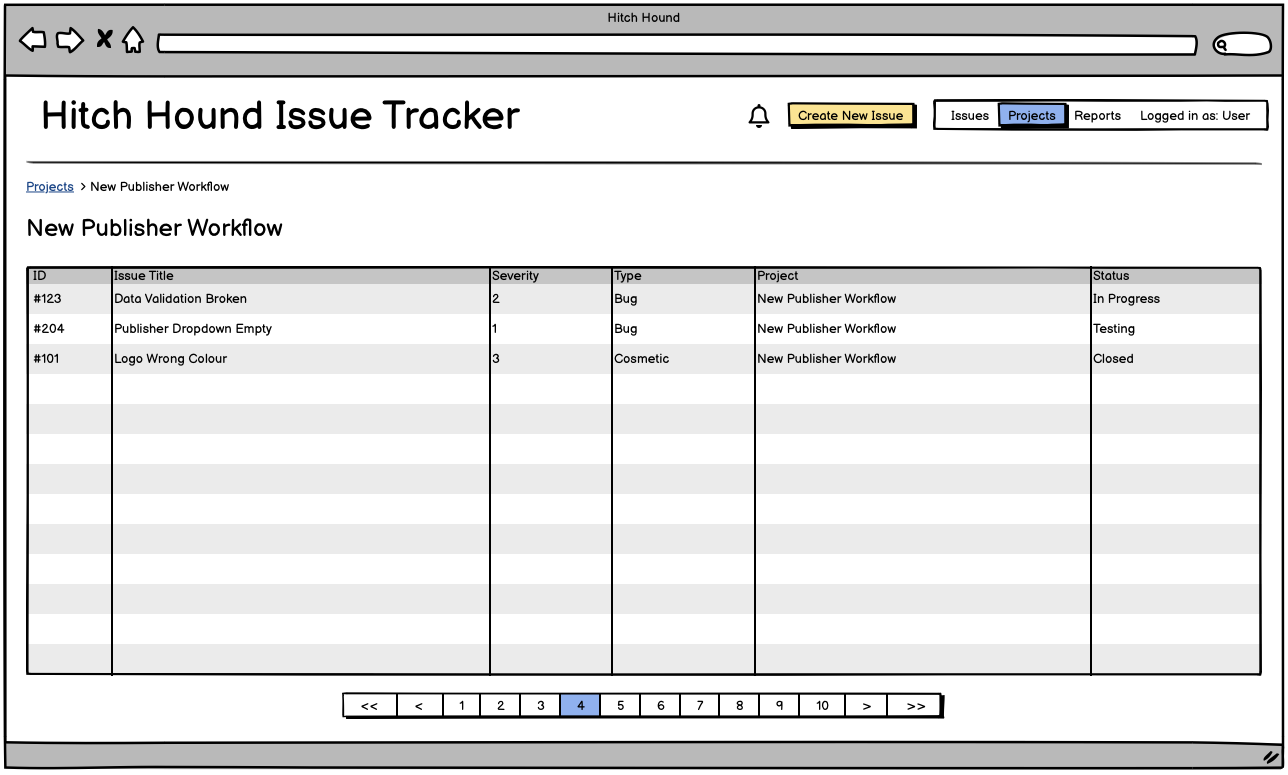 Hitch Hound
Hitch Hound Issue Tracker
Create New Issue
Issues Projects Reports Logged in as: User
Projects > New Publisher Workflow
New Publisher Workflow
ID Issue Title Severity Type Project Status
#123 Data Validation Broken 2 Bug New Publisher Workflow In Progress
#204 Publisher Dropdown Empty 1 Bug New Publisher Workflow Testing
#101 Logo Wrong Colour 3 Cosmetic New Publisher Workflow Closed
<< < 1 2 3 4 5 6 7 8 9 10 > >>